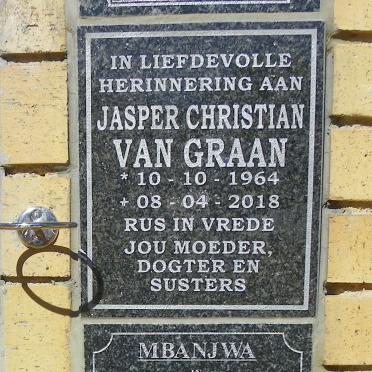 IN LIEFDEVOLLE
HERINNERING AAN
JASPER CHRISTIAN
VAN GRAAN
* 10 - 10 - 1964
+ 08 - 04 - 2018
RUS IN VREDE
JOU MOEDER,
DOGTER EN
SUSTERS
MBANJWA